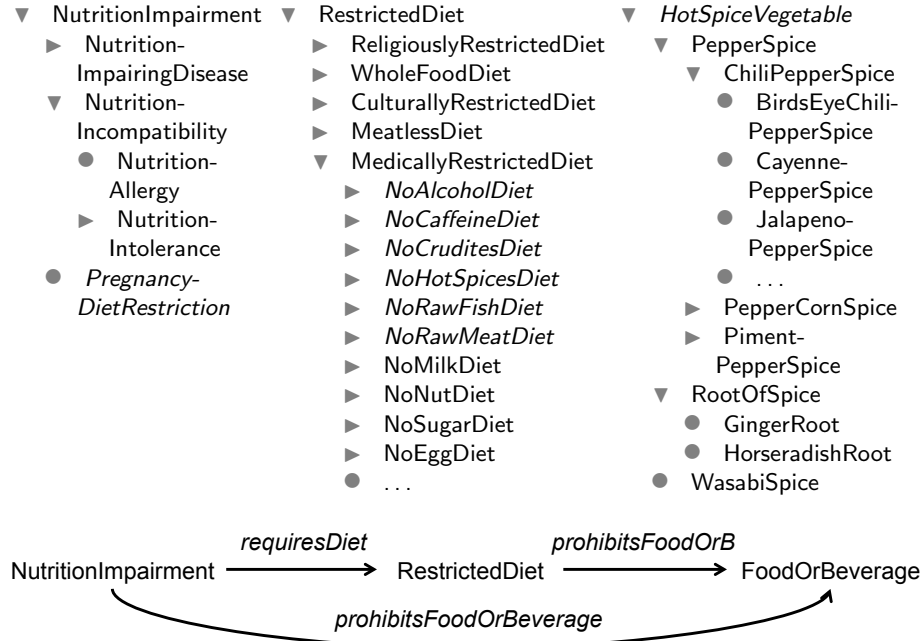 NutritionImpairment
Nutrition-
ImpairingDisease
Nutrition-
Incompatibility
Nutrition-
Allergy
Nutrition-
Intolerance
Pregnancy-
DietRestriction
RestrictedDiet
ReligiouslyRestrictedDiet
WholeFoodDiet
CulturallyRestrictedDiet
MeatlessDiet
MedicallyRestrictedDiet
NoAlcoholDiet
NoCaffeineDiet
NoCruditesDiet
NoHotSpicesDiet
NoRawFishDiet
NoRawMeatDiet
NoMilkDiet
NoNutDiet
NoSugarDiet
NoEggDiet
. . .
HotSpiceVegetable
PepperSpice
ChiliPepperSpice
BirdsEyeChili-
PepperSpice
Cayenne-
PepperSpice
Jalapeno-
PepperSpice
. . .
PepperCornSpice
Piment-
PepperSpice
RootOfSpice
GingerRoot
HorseradishRoot
WasabiSpice
requiresDiet prohibitsFoodOrB
NutritionImpairment RestrictedDiet FoodOrBeverage
prohibitsFoodOrBeverage